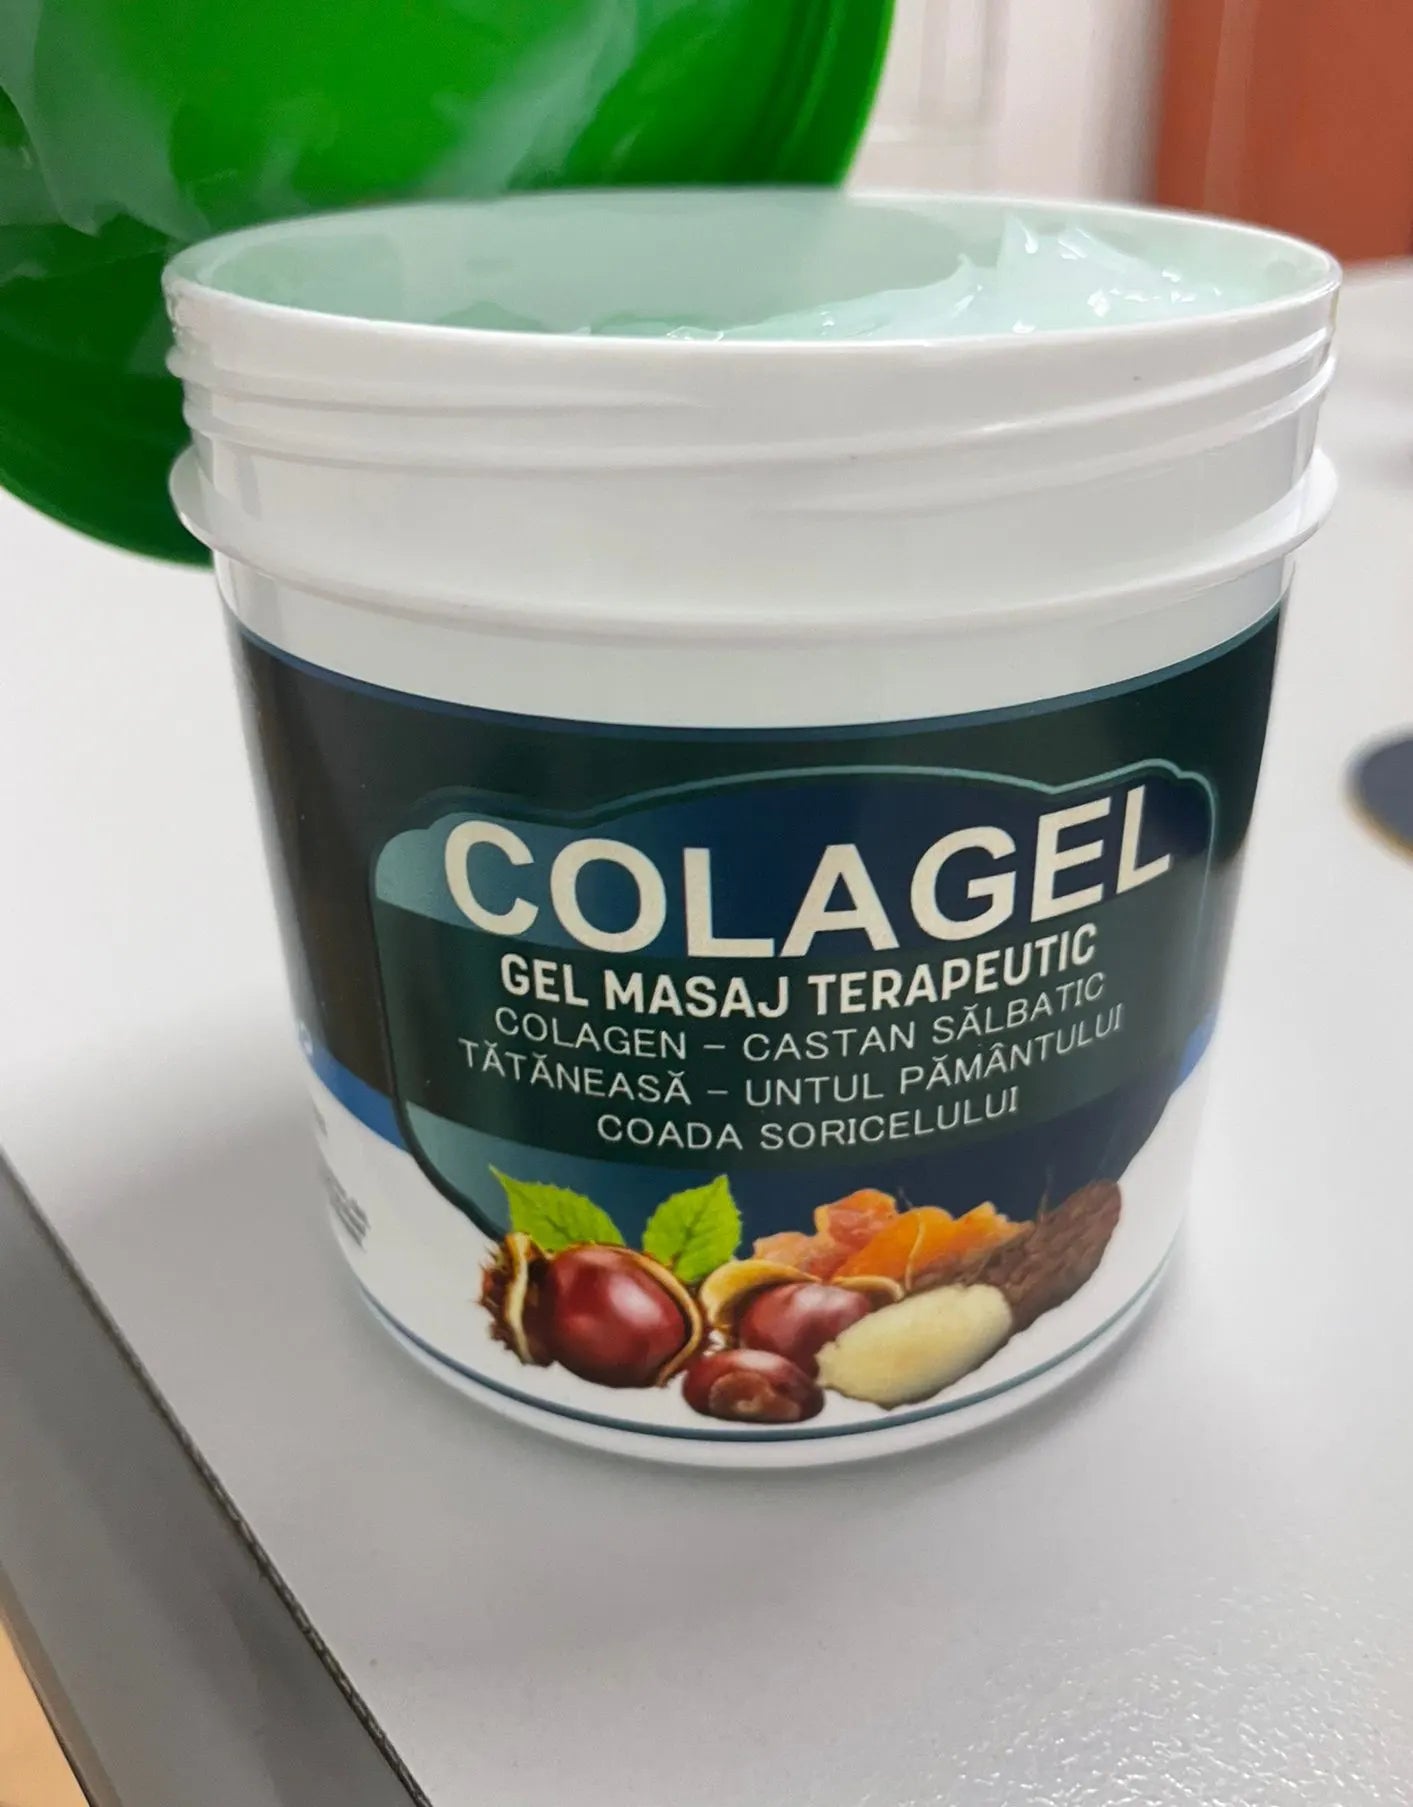 COLAGEL
GEL MASAJ TERAPEUTIC
COLAGEN – CASTAN SĂLBATIC
TĂTĂNEASĂ – UNTUL PĂMÂNTULUI
COADA SORICELULUI